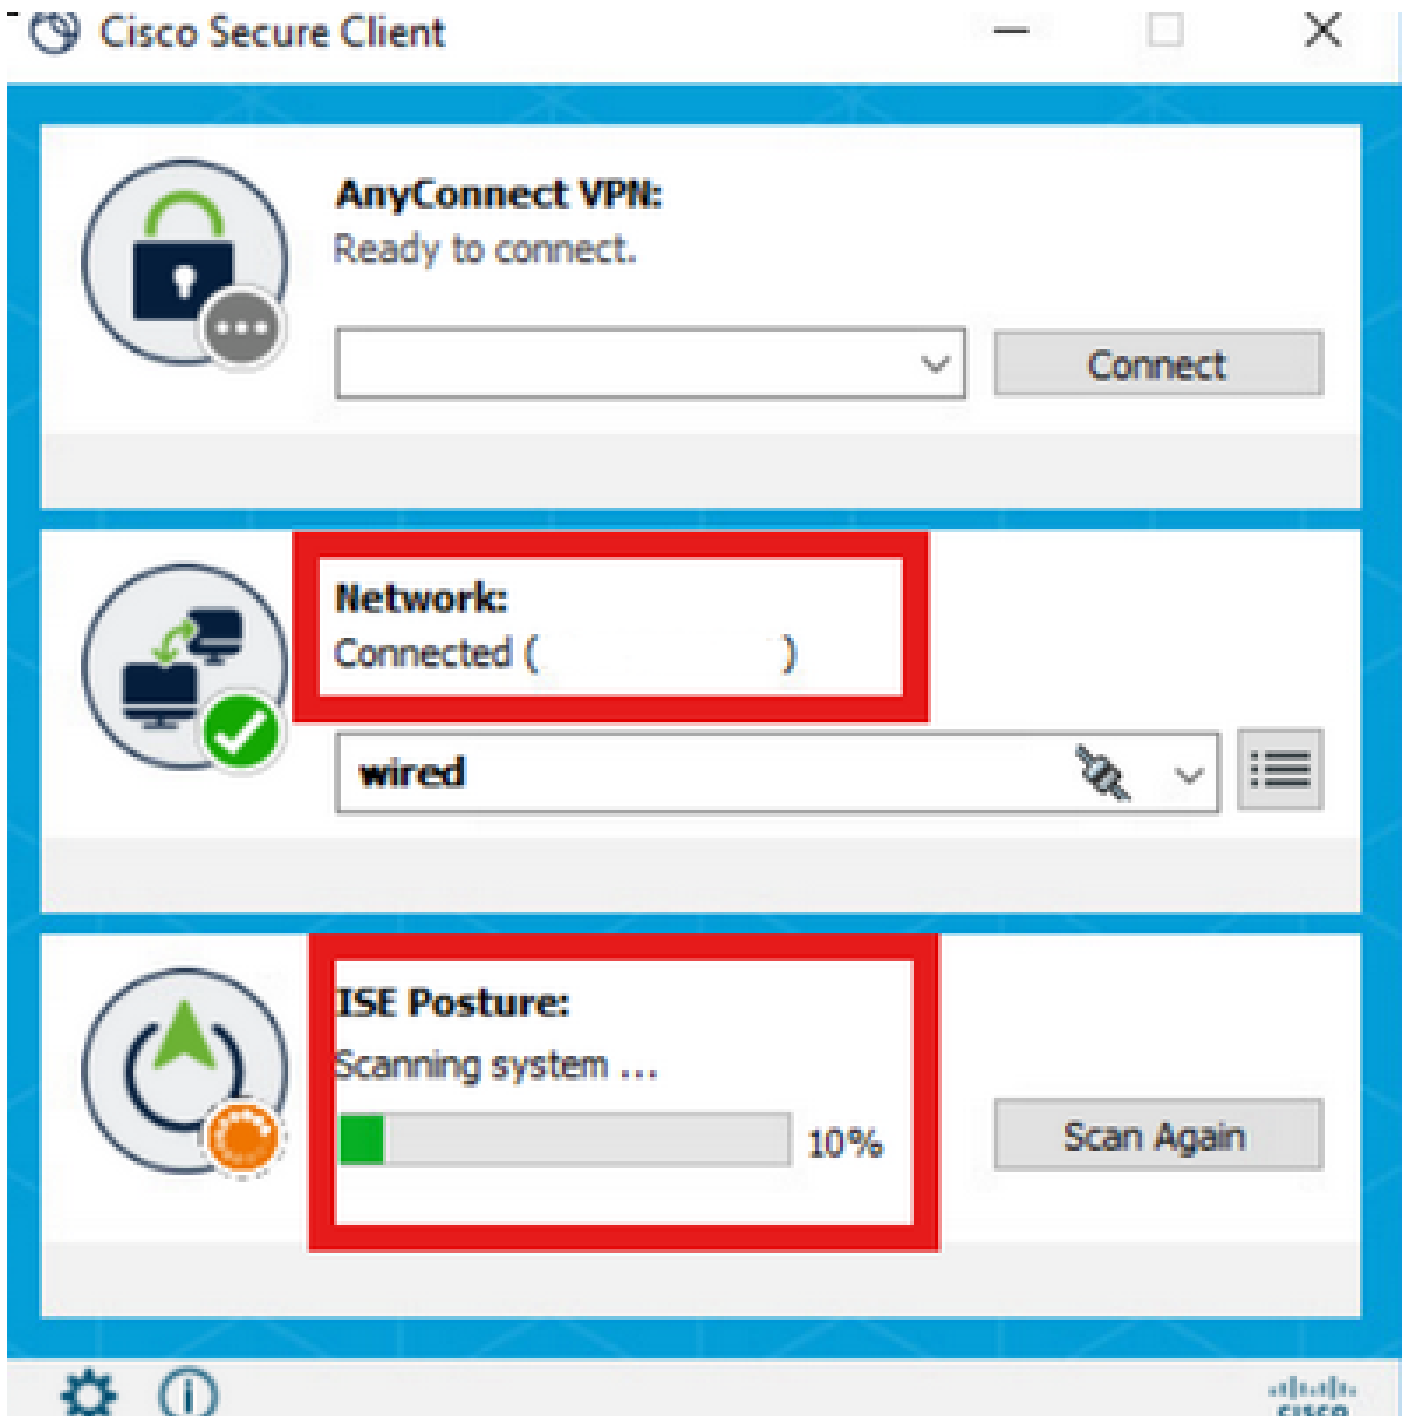 Cisco Secure Client
AnyConnect VPN:
Ready to connect.
Connect
Network:
Connected ( )
wired
ISE Posture:
Scanning system ...
10%
Scan Again
CISCO